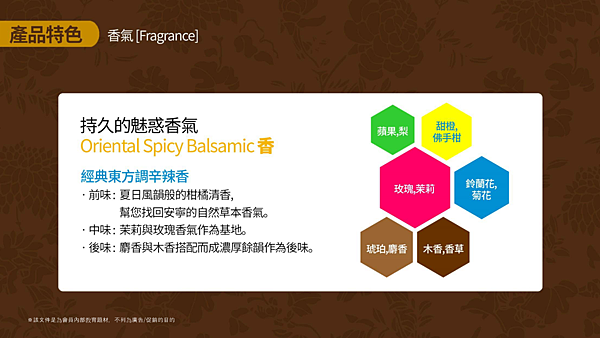 產品特色
香氣 [Fragrance]
持久的魅惑香氣
Oriental Spicy Balsamic 香
經典東方調辛辣香
· 前味：夏日風韻般的柑橘清香，
幫您找回安寧的自然草本香氣。
· 中味：茉莉與玫瑰香氣作為基地。
· 後味：麝香與木香搭配而成濃厚餘韻作為後味。
蘋果,梨
甜橙,
佛手柑
玫瑰,茉莉
鈴蘭花,
菊花
琥珀,麝香
木香,香草
※該文件是為會員內部教育題材，不利為廣告/促銷的目的